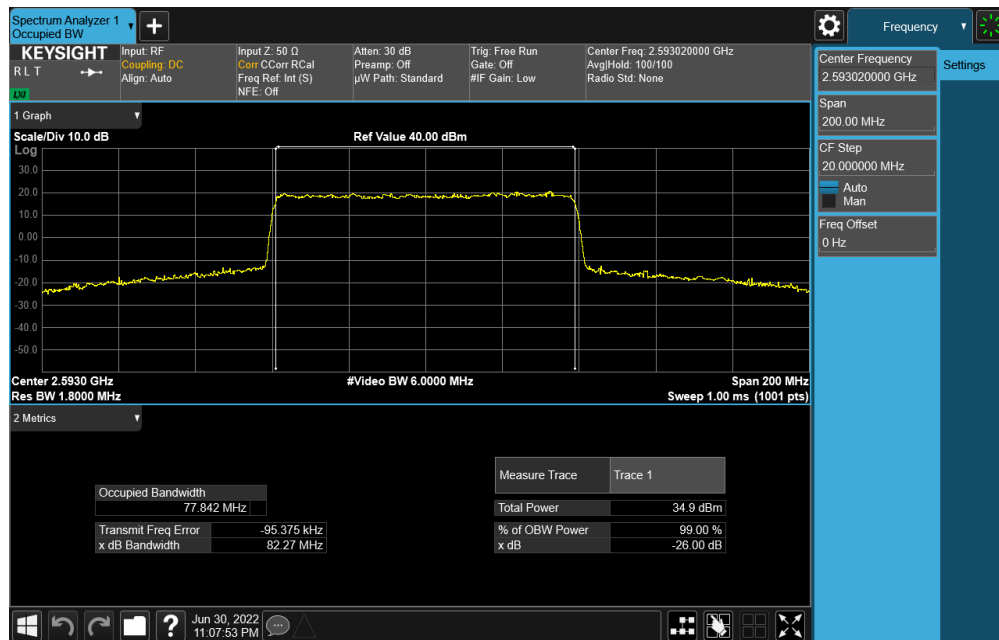 Spectrum Analyzer 1
Occupied BW
Frequency
KEYSIGHT
R L T
LXI
Input: RF
Coupling: DC
Align: Auto
Input Z: 50 Ω
Corr CCorr RCal
Freq Ref: Int (S)
NFE: Off
Atten: 30 dB
Preamp: Off
µW Path: Standard
Trig: Free Run
Gate: Off
#IF Gain: Low
Center Freq: 2.593020000 GHz
Avg|Hold: 100/100
Radio Std: None
Center Frequency
2.593020000 GHz
Settings
Span
200.00 MHz
CF Step
20.000000 MHz
Auto
Man
Freq Offset
0 Hz
1 Graph
Scale/Div 10.0 dB
Ref Value 40.00 dBm
Log
30.0
20.0
10.0
0.00
-10.0
-20.0
-30.0
-40.0
-50.0
Center 2.5930 GHz
#Video BW 6.0000 MHz
Span 200 MHz
Res BW 1.8000 MHz
Sweep 1.00 ms (1001 pts)
2 Metrics
Measure Trace Trace 1
Occupied Bandwidth
77.842 MHz
Total Power 34.9 dBm
Transmit Freq Error -95.375 kHz
% of OBW Power 99.00 %
x dB Bandwidth 82.27 MHz
x dB -26.00 dB
?
Jun 30, 2022
11:07:53 PM